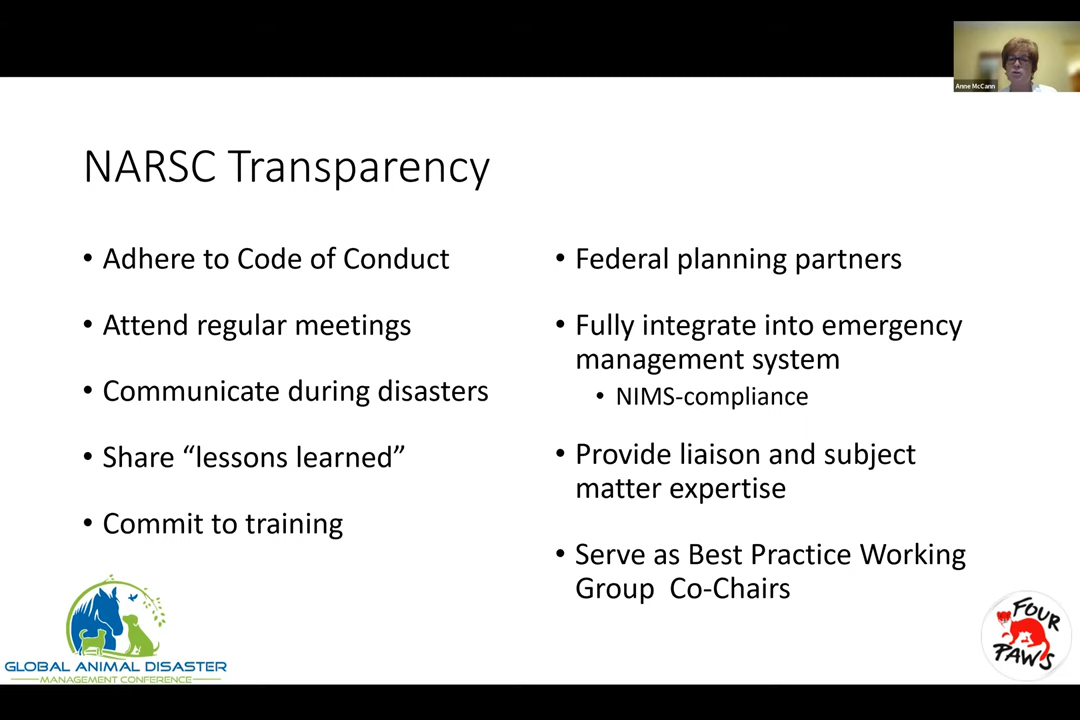 Anne McCann
NARSC Transparency
• Adhere to Code of Conduct
• Attend regular meetings
• Communicate during disasters
• Share “lessons learned”
• Commit to training
• Federal planning partners
• Fully integrate into emergency
management system
• NIMS-compliance
• Provide liaison and subject
matter expertise
• Serve as Best Practice Working
Group Co-Chairs
GLOBAL ANIMAL DISASTER
MANAGEMENT CONFERENCE
FOUR
PAWS